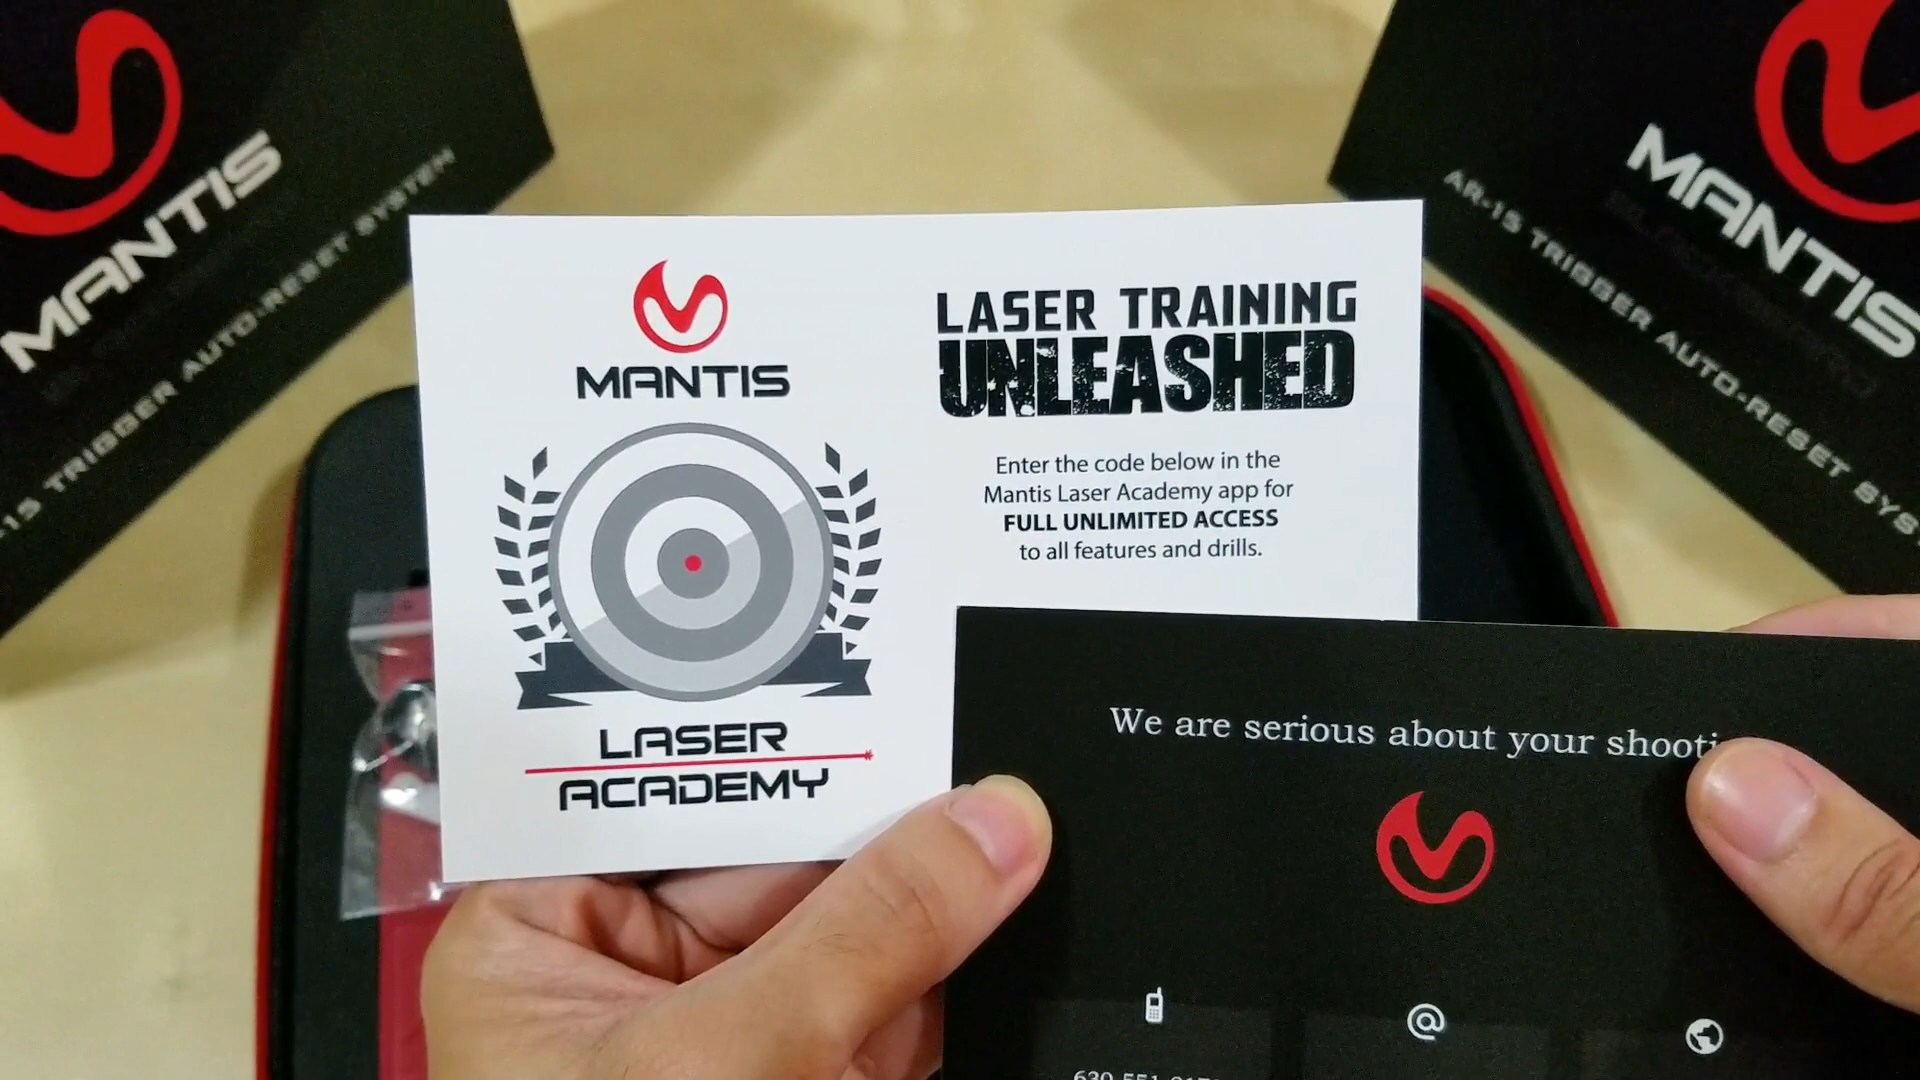 MANTIS
AR-15 TRIGGER AUTO-RESET SYSTEM
MANTIS
AR-15 TRIGGER AUTO-RESET
MANTIS
LASER TRAINING
UNLEASHED
Enter the code below in the
Mantis Laser Academy app for
FULL UNLIMITED ACCESS
to all features and drills.
LASER
ACADEMY
We are serious about your
@